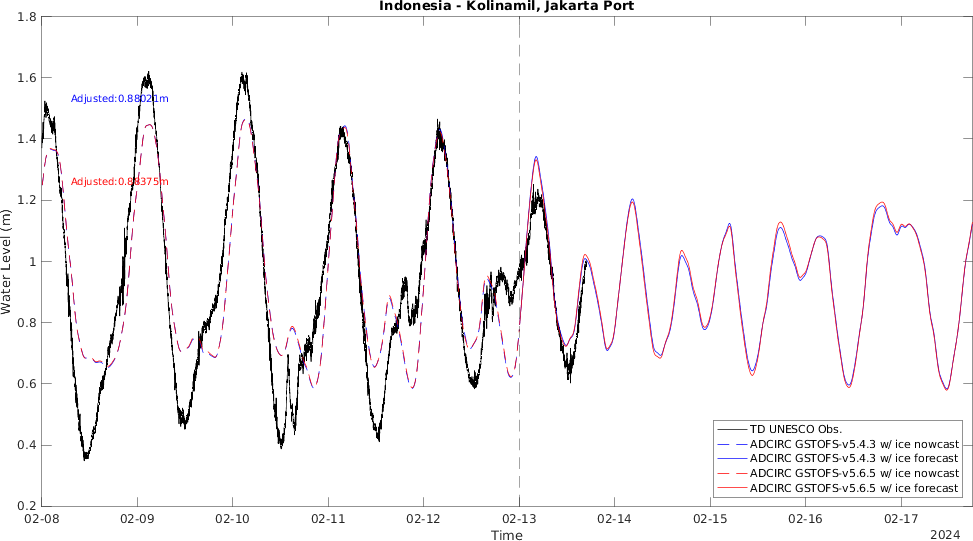 Indonesia - Kolinamil, Jakarta Port
1.8
1.6
1.4
1.2
1
0.8
0.6
0.4
0.2
Water Level (m)
Adjusted:0.88021m
Adjusted:0.88375m
TD UNESCO Obs.
ADCIRC GSTOFS-v5.4.3 w/ ice nowcast
ADCIRC GSTOFS-v5.4.3 w/ ice forecast
ADCIRC GSTOFS-v5.6.5 w/ ice nowcast
ADCIRC GSTOFS-v5.6.5 w/ ice forecast
02-08 02-09 02-10 02-11 02-12 02-13 02-14 02-15 02-16 02-17
Time
2024